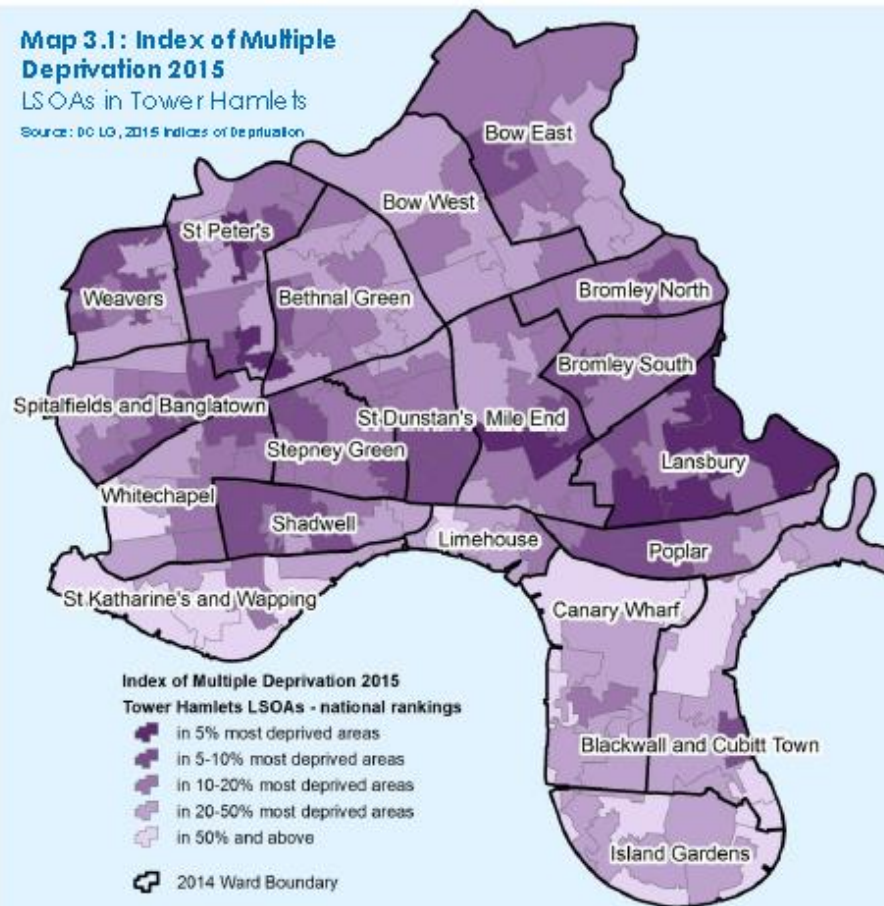 Map 3.1: Index of Multiple
Deprivation 2015
LSOAs in Tower Hamlets
Source: DCLG, 2015 Indices of Deprivation
Bow East
Bow West
St Peter's
Weavers
Bethnal Green
Bromley North
Bromley South
Spitalfields and Banglatown
St Dunstan's
Mile End
Stepney Green
Lansbury
Whitechapel
Shadwell
Limehouse
Poplar
St Katharine's and Wapping
Canary Wharf
Blackwall and Cubitt Town
Island Gardens
Index of Multiple Deprivation 2015
Tower Hamlets LSOAs - national rankings
in 5% most deprived areas
in 5-10% most deprived areas
in 10-20% most deprived areas
in 20-50% most deprived areas
in 50% and above
2014 Ward Boundary